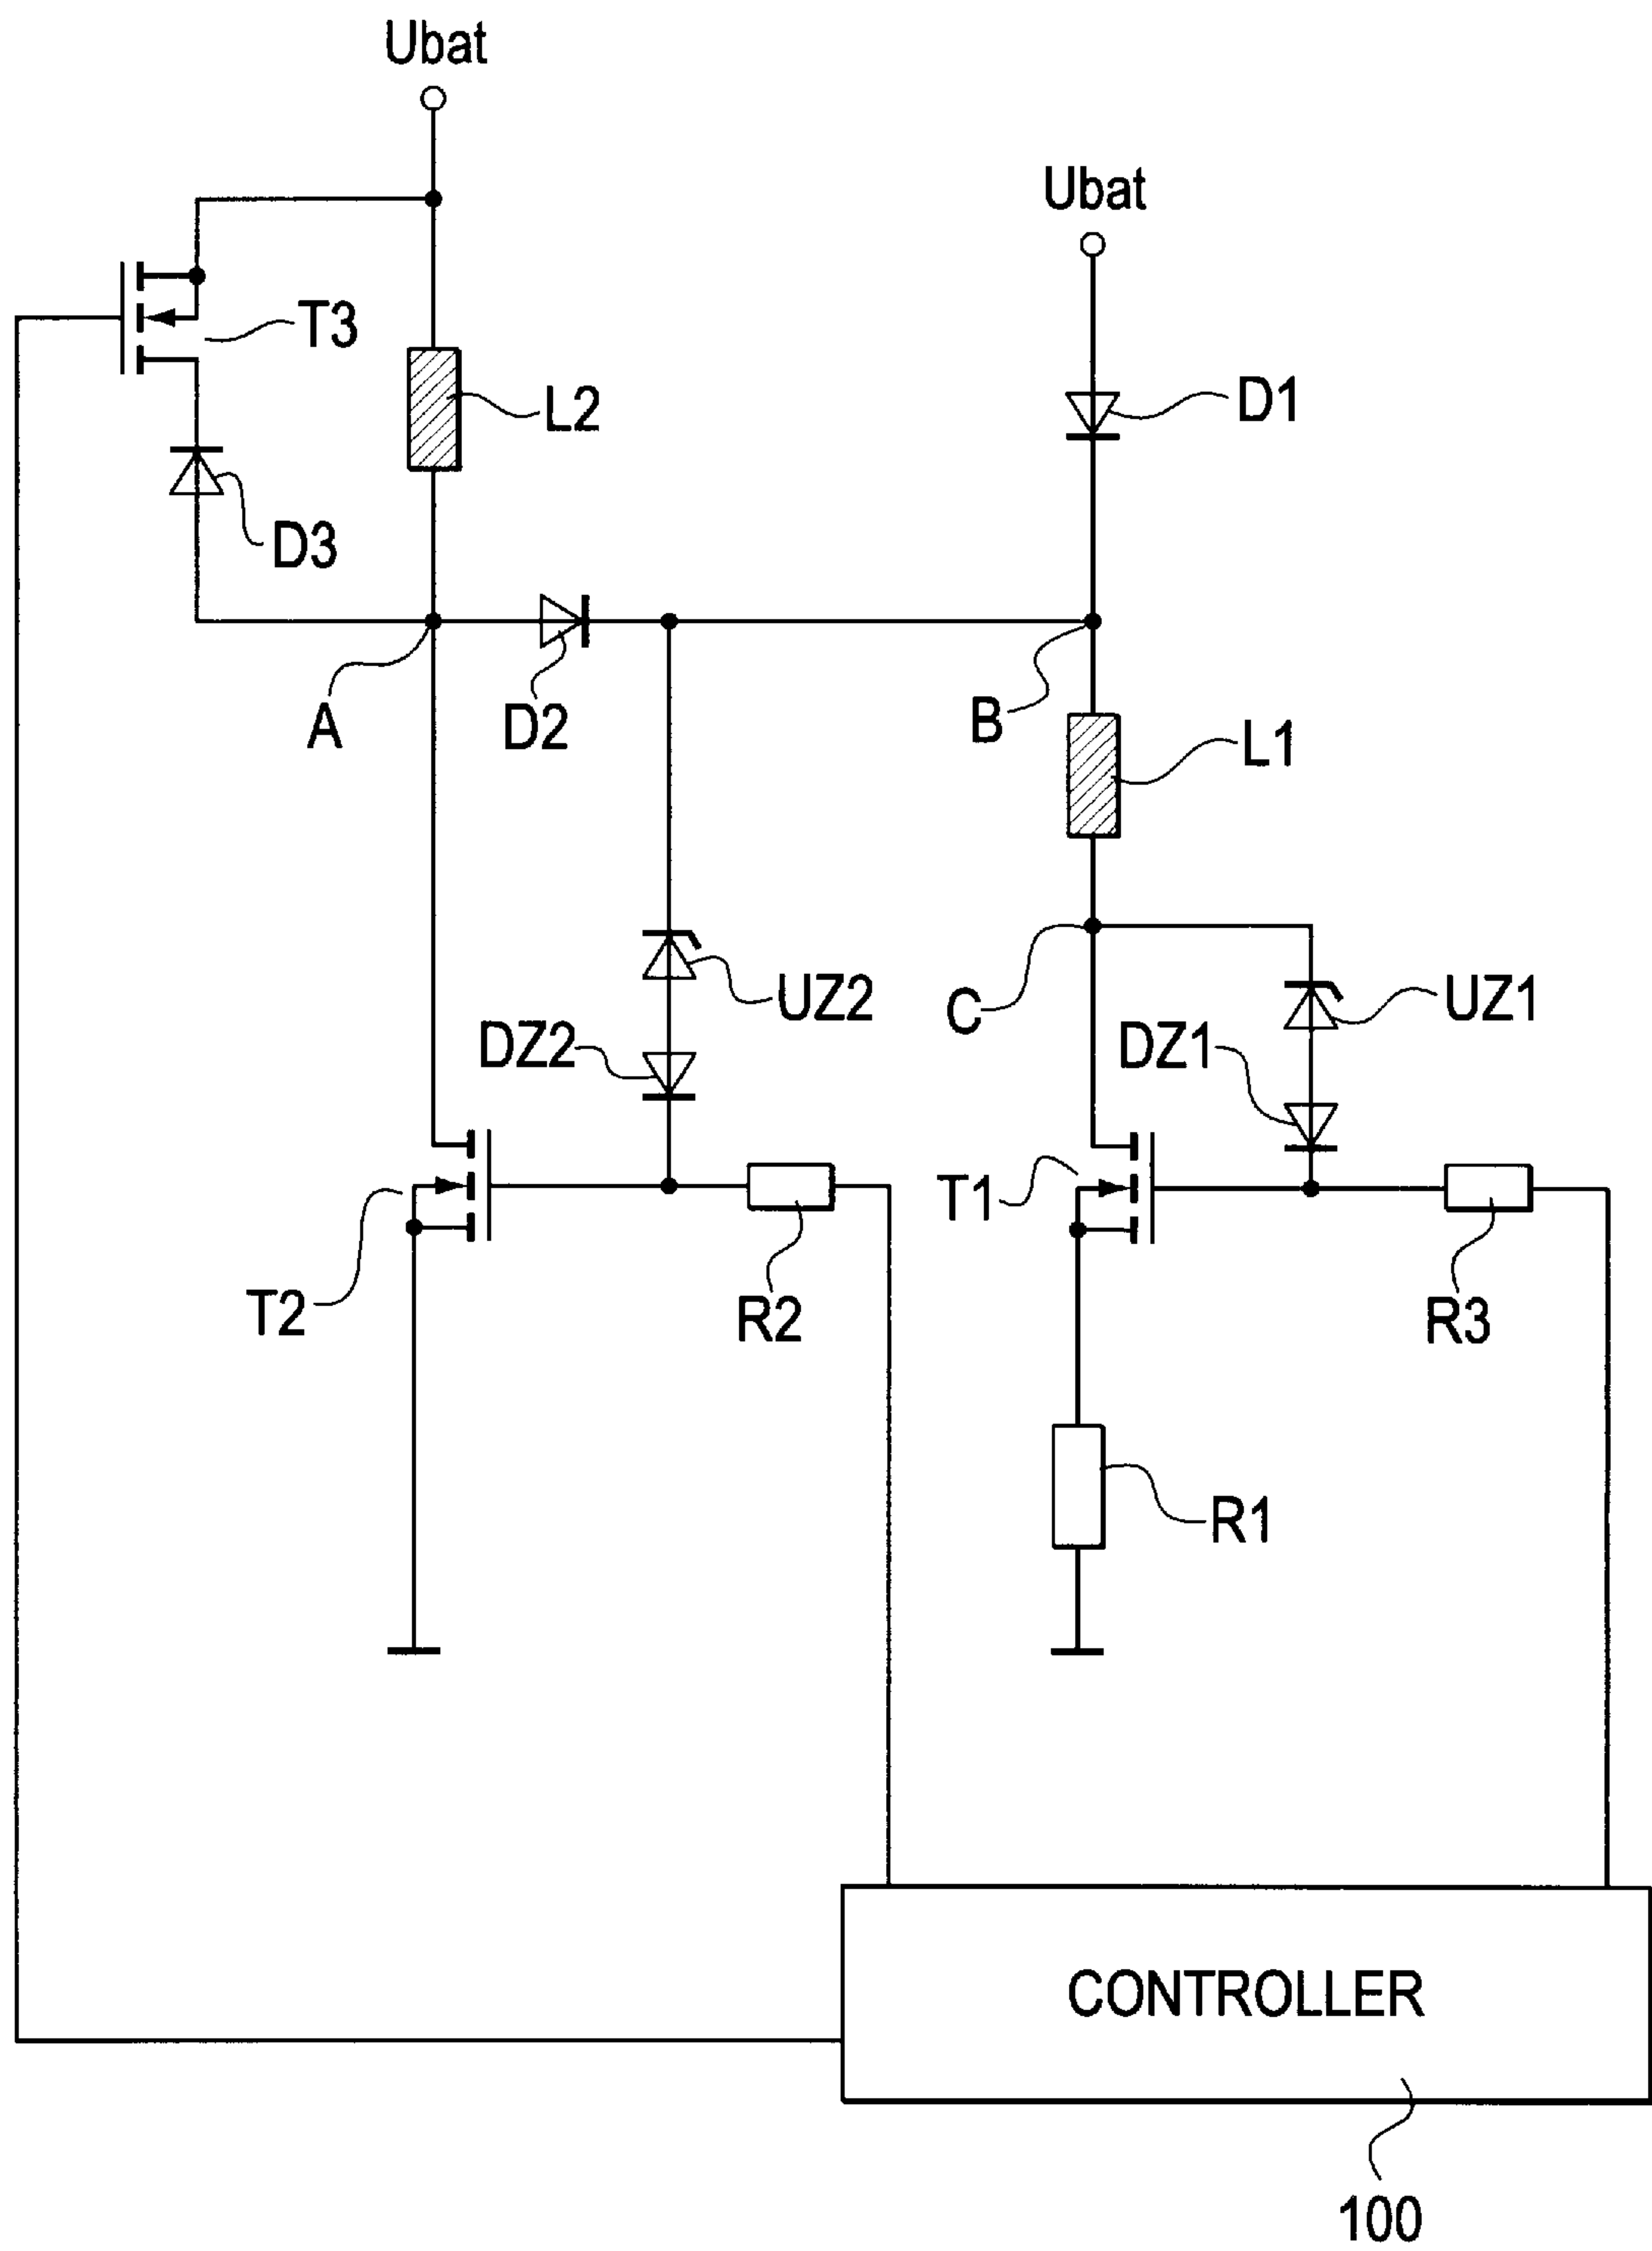 Ubat
Ubat
T3
L2
D1
D3
A
D2
B
L1
UZ2
C
UZ1
DZ2
DZ1
T1
T2
R2
R3
R1
CONTROLLER
100